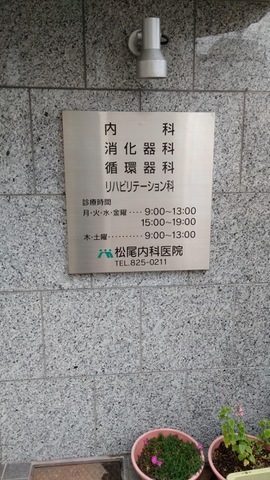 内科
消化器科
循環器科
リハビリテーション科
診療時間
月・火・水・金曜････9:00～13:00
15:00～19:00
木・土曜･･････････9:00～13:00
松尾内科医院
TEL.825-0211